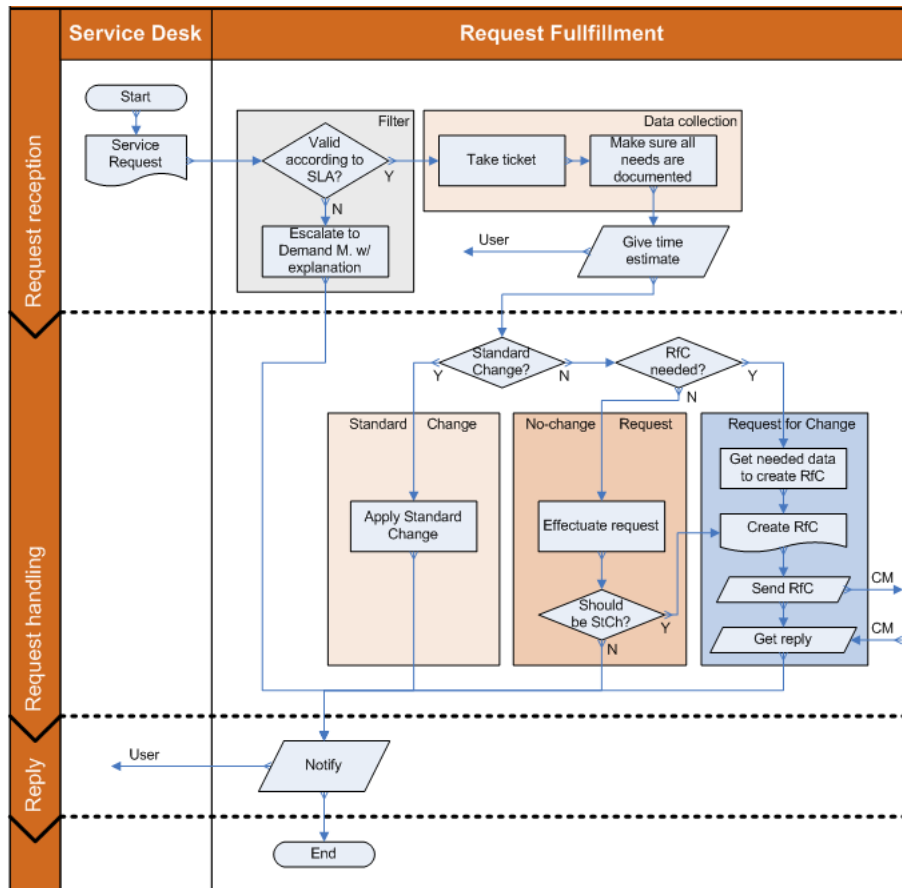 Service Desk
Request Fullfillment
Request reception
Start
Service
Request
Filter
Valid
according to
SLA?
Y
N
Escalate to
Demand M. w/
explanation
Data collection
Take ticket
Make sure all
needs are
documented
User
Give time
estimate
Request handling
Standard
Change?
Y
N
RfC
needed?
Y
N
Standard Change
Apply Standard
Change
No-change Request
Effectuate request
Should
be StCh?
Y
N
Request for Change
Get needed data
to create RfC
Create RfC
Send RfC
CM
Get reply
CM
Reply
User
Notify
End